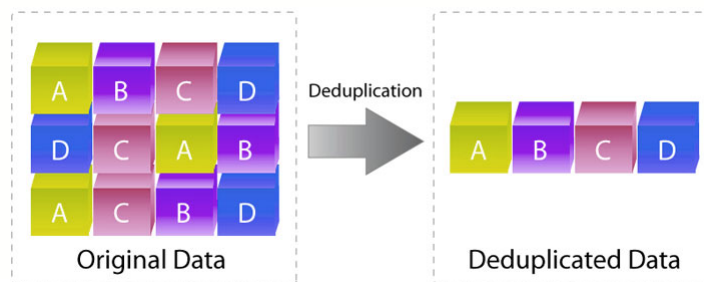 A B C D
D C A B
A C B D
Original Data
Deduplication
A B C D
Deduplicated Data